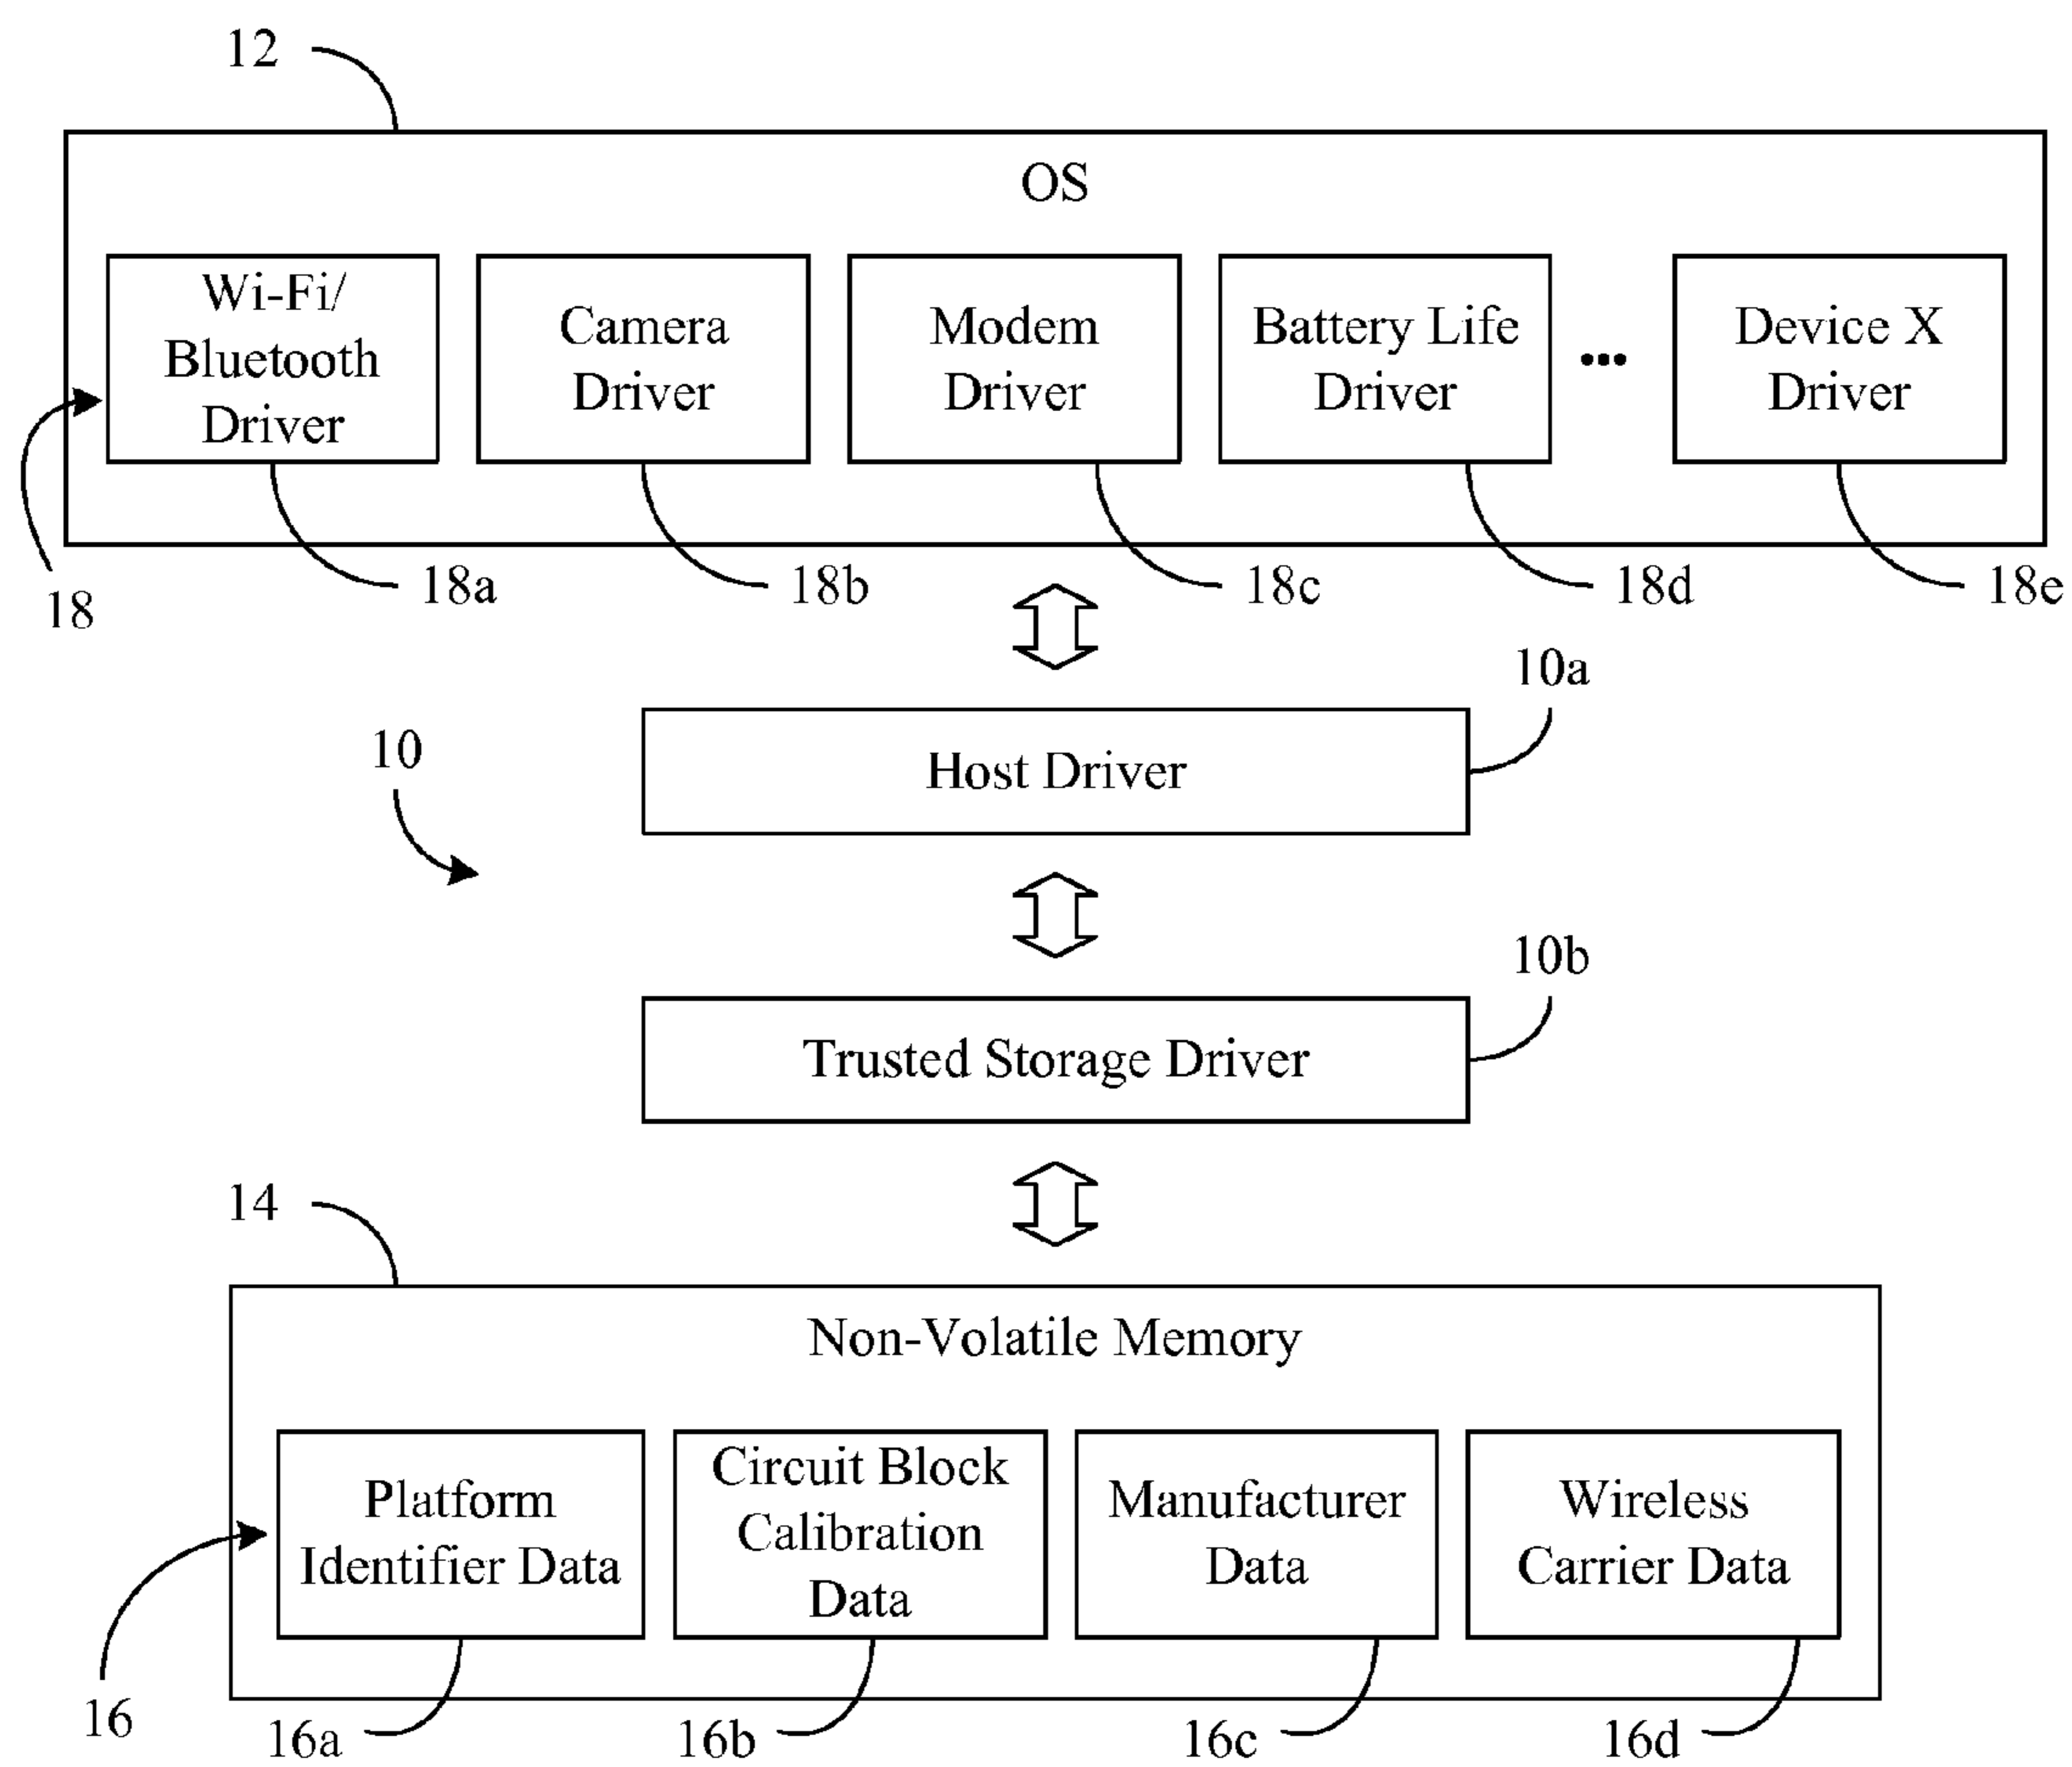 12
OS
Wi-Fi/
Bluetooth
Driver
Camera
Driver
Modem
Driver
Battery Life
Driver
•••
Device X
Driver
18
18a
18b
18c
18d
18e
10a
Host Driver
10
10b
Trusted Storage Driver
14
Non-Volatile Memory
Platform
Identifier Data
Circuit Block
Calibration
Data
Manufacturer
Data
Wireless
Carrier Data
16
16a
16b
16c
16d